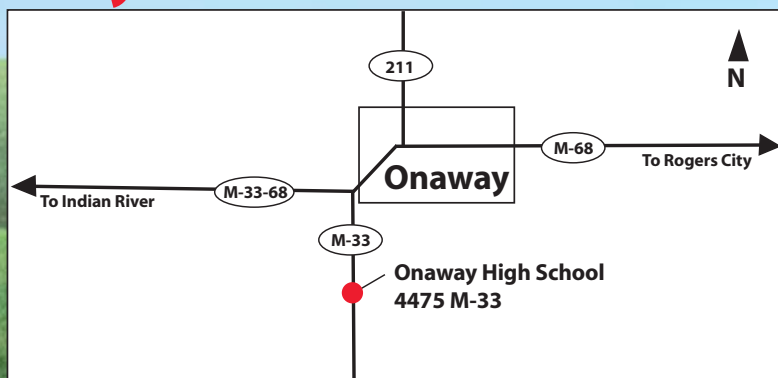 211
N
M-68
Onaway
To Rogers City
M-33-68
To Indian River
M-33
Onaway High School
4475 M-33